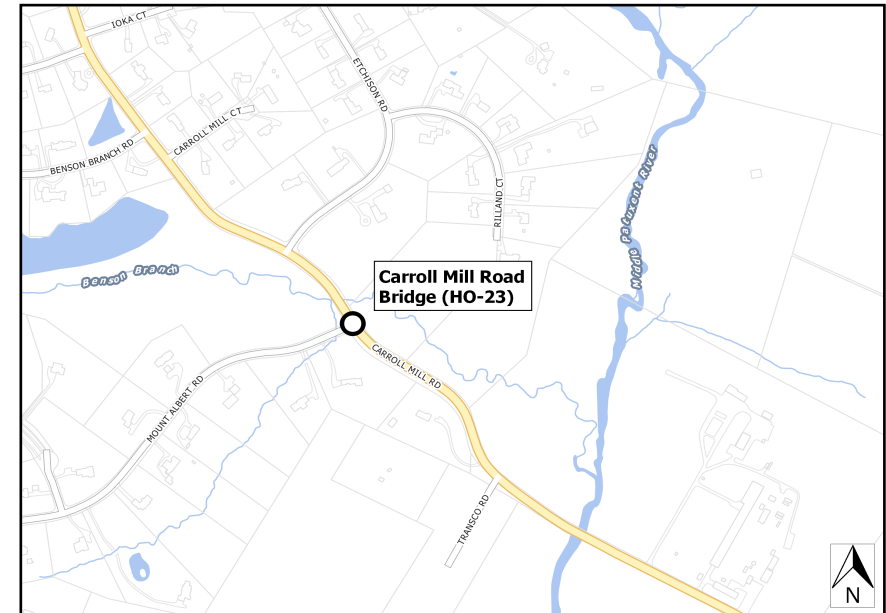 IOKA CT
ETCHISON RD
CARROLL MILL CT
BENSON BRANCH RD
RILLAND CT
Middle Patuxent River
Benson Branch
Carroll Mill Road
Bridge (HO-23)
CARROLL MILL RD
MOUNT ALBERT RD
TRANSCO RD
N